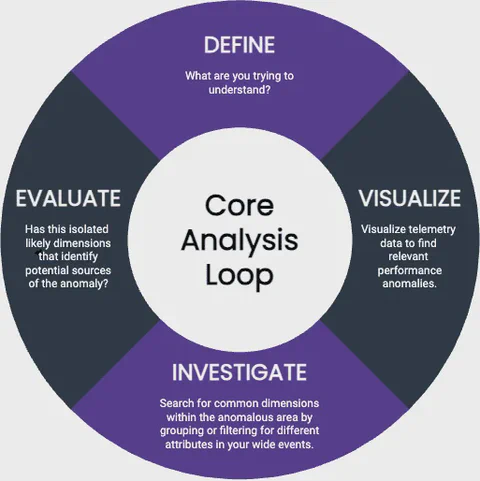 DEFINE
What are you trying to
understand?
EVALUATE
Has this isolated
likely dimensions
that identify
potential sources
of the anomaly?
Core
Analysis
Loop
VISUALIZE
Visualize telemetry
data to find
relevant
performance
anomalies.
INVESTIGATE
Search for common dimensions
within the anomalous area by
grouping or filtering for different
attributes in your wide events.